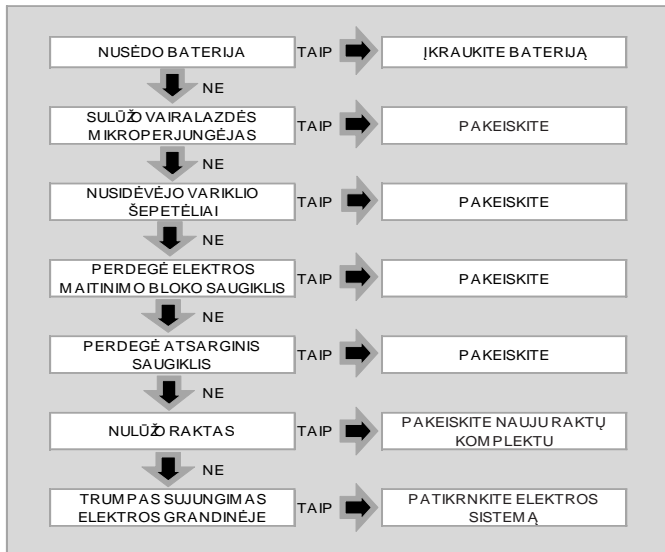 NUSĖDO BATERIJA TAIP ĮKRAUKITE BATERIJĄ
NE
SULŪŽO VAIRALAZDĖS
MIKROPERJUNGĖJAS TAIP PAKEISKITE
NE
NUSIDĖVĖJO VARIKLIO
ŠEPETĖLIAI TAIP PAKEISKITE
NE
PERDEGĖ ELEKTROS
MAITINIMO BLOKO SAUGIKLIS TAIP PAKEISKITE
NE
PERDEGĖ ATSARGINIS
SAUGIKLIS TAIP PAKEISKITE
NE
NULŪŽO RAKTAS TAIP PAKEISKITE NAUJU RAKTŲ
KOMPLEKTU
NE
TRUMPAS SUJUNGIMAS
ELEKTROS GRANDINĖJE TAIP PATIKRNKITE ELEKTROS
SISTEMĄ